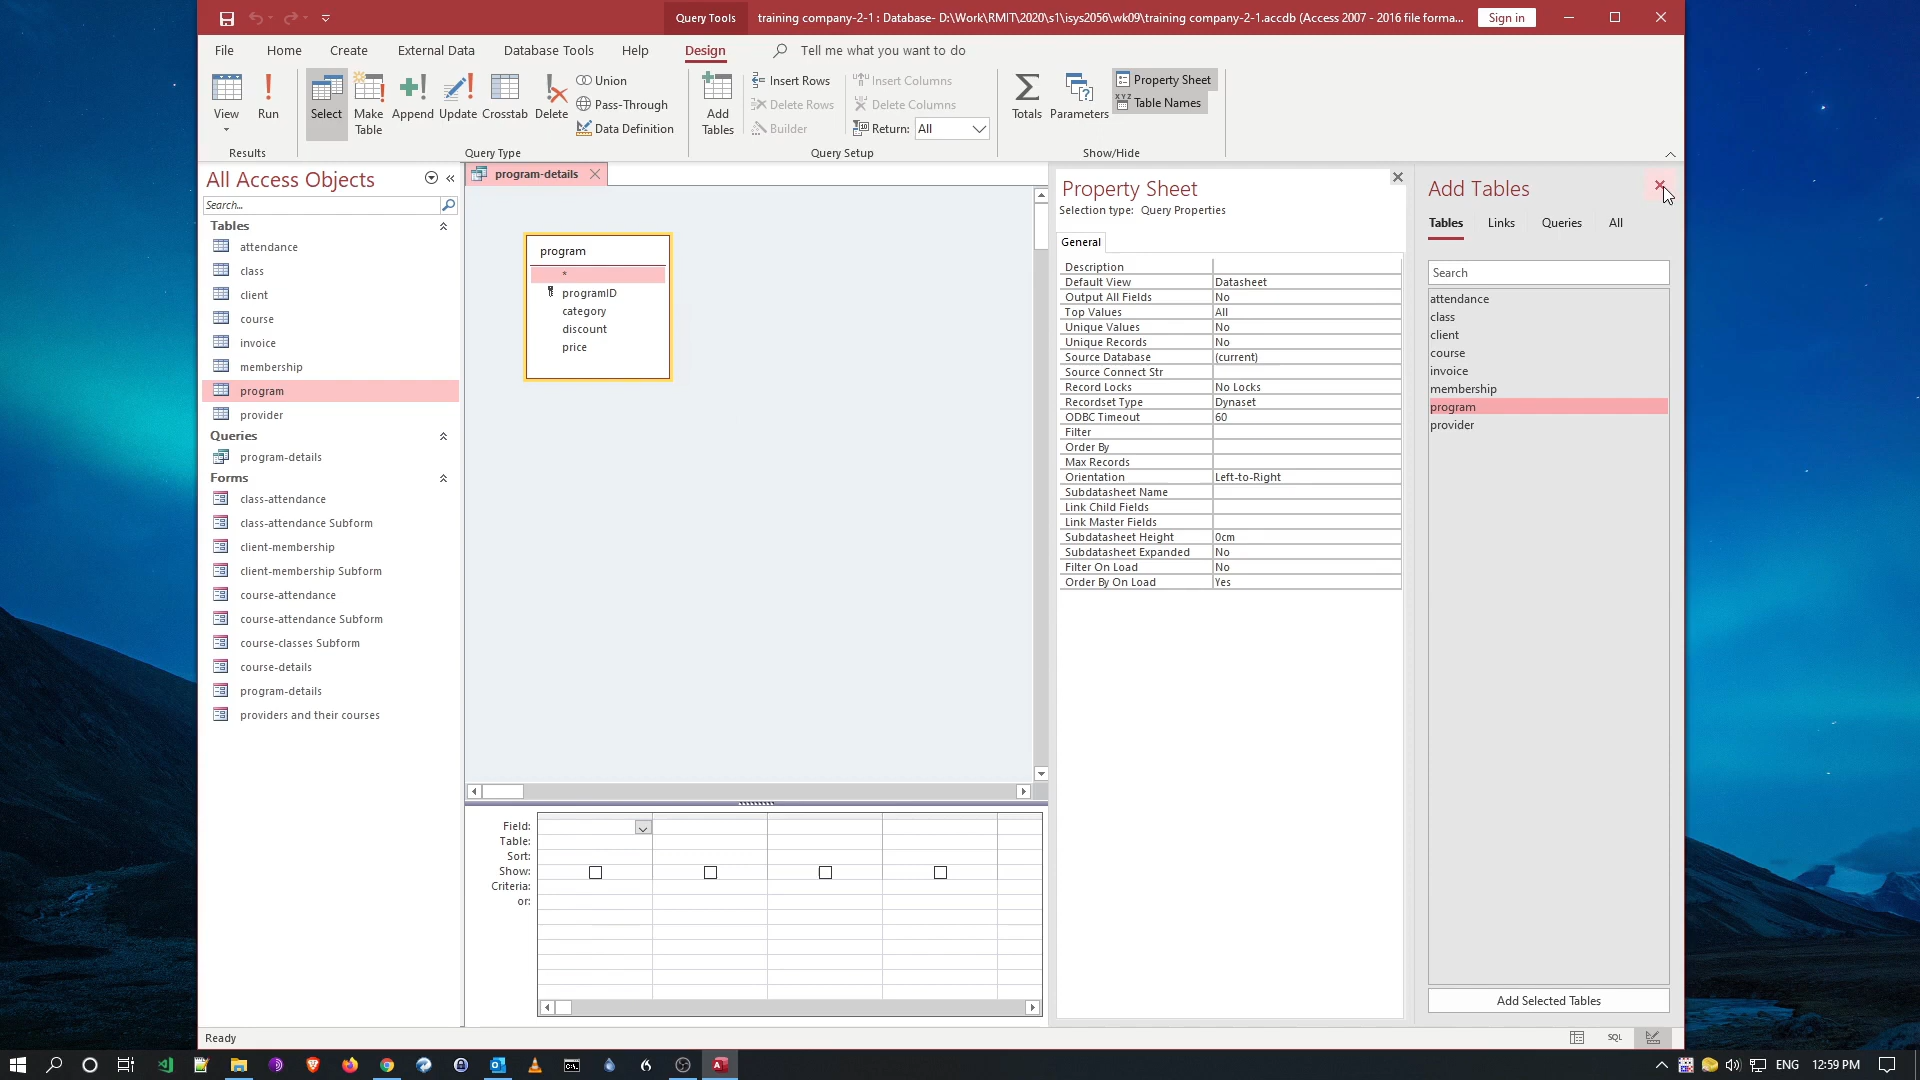 Query Tools
training company-2-1 : Database- D:\Work\RMIT\2020\s1\isys2056\wk09\training company-2-1.accdb (Access 2007 - 2016 file forma...
Sign in
File Home Create External Data Database Tools Help Design Tell me what you want to do
View
Run
Results
Select
Make Table
Append
Update
Crosstab
Delete
Union
Pass-Through
Data Definition
Query Type
Add Tables
Insert Rows
Delete Rows
Builder
Insert Columns
Delete Columns
Return: All
Query Setup
Totals
Parameters
Property Sheet
Table Names
Show/Hide
All Access Objects
Search...
Tables
attendance
class
client
course
invoice
membership
program
provider
Queries
program-details
Forms
class-attendance
class-attendance Subform
client-membership
client-membership Subform
course-attendance
course-attendance Subform
course-classes Subform
course-details
program-details
providers and their courses
program-details
program
*
programID
category
discount
price
Field:
Table:
Sort:
Show:
Criteria:
or:
Property Sheet
Selection type: Query Properties
General
Description
Default View Datasheet
Output All Fields No
Top Values All
Unique Values No
Unique Records No
Source Database (current)
Source Connect Str
Record Locks No Locks
Recordset Type Dynaset
ODBC Timeout 60
Filter
Order By
Max Records
Orientation Left-to-Right
Subdatasheet Name
Link Child Fields
Link Master Fields
Subdatasheet Height 0cm
Subdatasheet Expanded No
Filter On Load No
Order By On Load Yes
Add Tables
Tables Links Queries All
Search
attendance
class
client
course
invoice
membership
program
provider
Add Selected Tables
Ready
SQL
ENG 12:59 PM